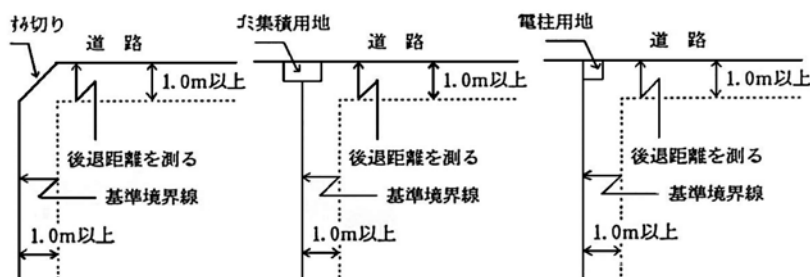 すみ切り
道 路
1.0m以上
後退距離を測る
基準境界線
1.0m以上
ゴミ集積用地
道 路
1.0m以上
後退距離を測る
基準境界線
1.0m以上
電柱用地
道 路
1.0m以上
後退距離を測る
基準境界線
1.0m以上